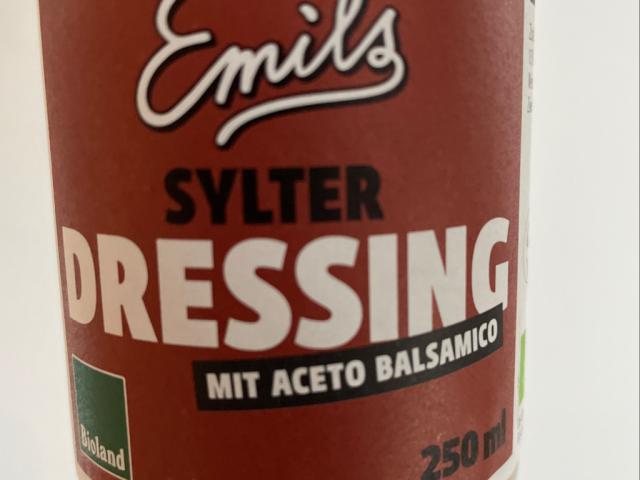 Emils
SYLTER
DRESSING
MIT ACETO BALSAMICO
Bioland
250 ml